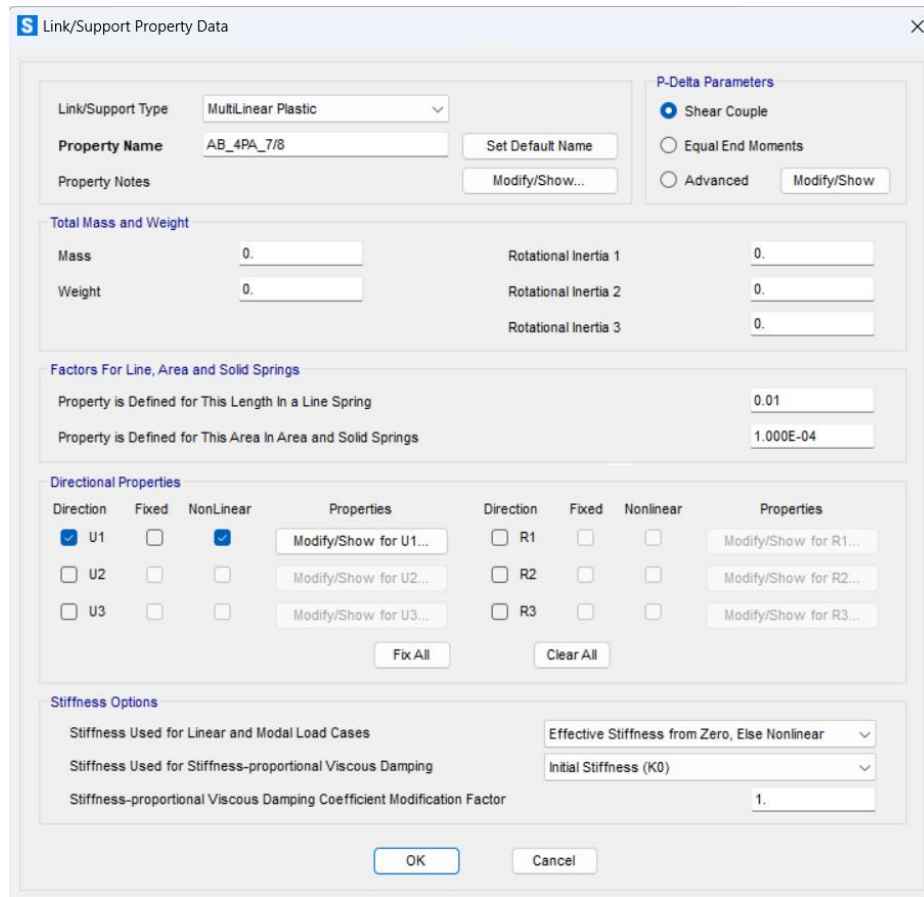 S Link/Support Property Data
P-Delta Parameters
Link/Support Type MultiLinear Plastic Shear Couple
Property Name AB_4PA_7/8 Set Default Name Equal End Moments
Property Notes Modify/Show... Advanced Modify/Show
Total Mass and Weight
Mass 0. Rotational Inertia 1 0.
Weight 0. Rotational Inertia 2 0.
Rotational Inertia 3 0.
Factors For Line, Area and Solid Springs
Property is Defined for This Length In a Line Spring 0.01
Property is Defined for This Area In Area and Solid Springs 1.000E-04
Directional Properties
Direction Fixed NonLinear Properties Direction Fixed Nonlinear Properties
U1 Modify/Show for U1... R1 Modify/Show for R1...
U2 Modify/Show for U2... R2 Modify/Show for R2...
U3 Modify/Show for U3... R3 Modify/Show for R3...
Fix All Clear All
Stiffness Options
Stiffness Used for Linear and Modal Load Cases Effective Stiffness from Zero, Else Nonlinear
Stiffness Used for Stiffness-proportional Viscous Damping Initial Stiffness (K0)
Stiffness-proportional Viscous Damping Coefficient Modification Factor 1.
OK Cancel